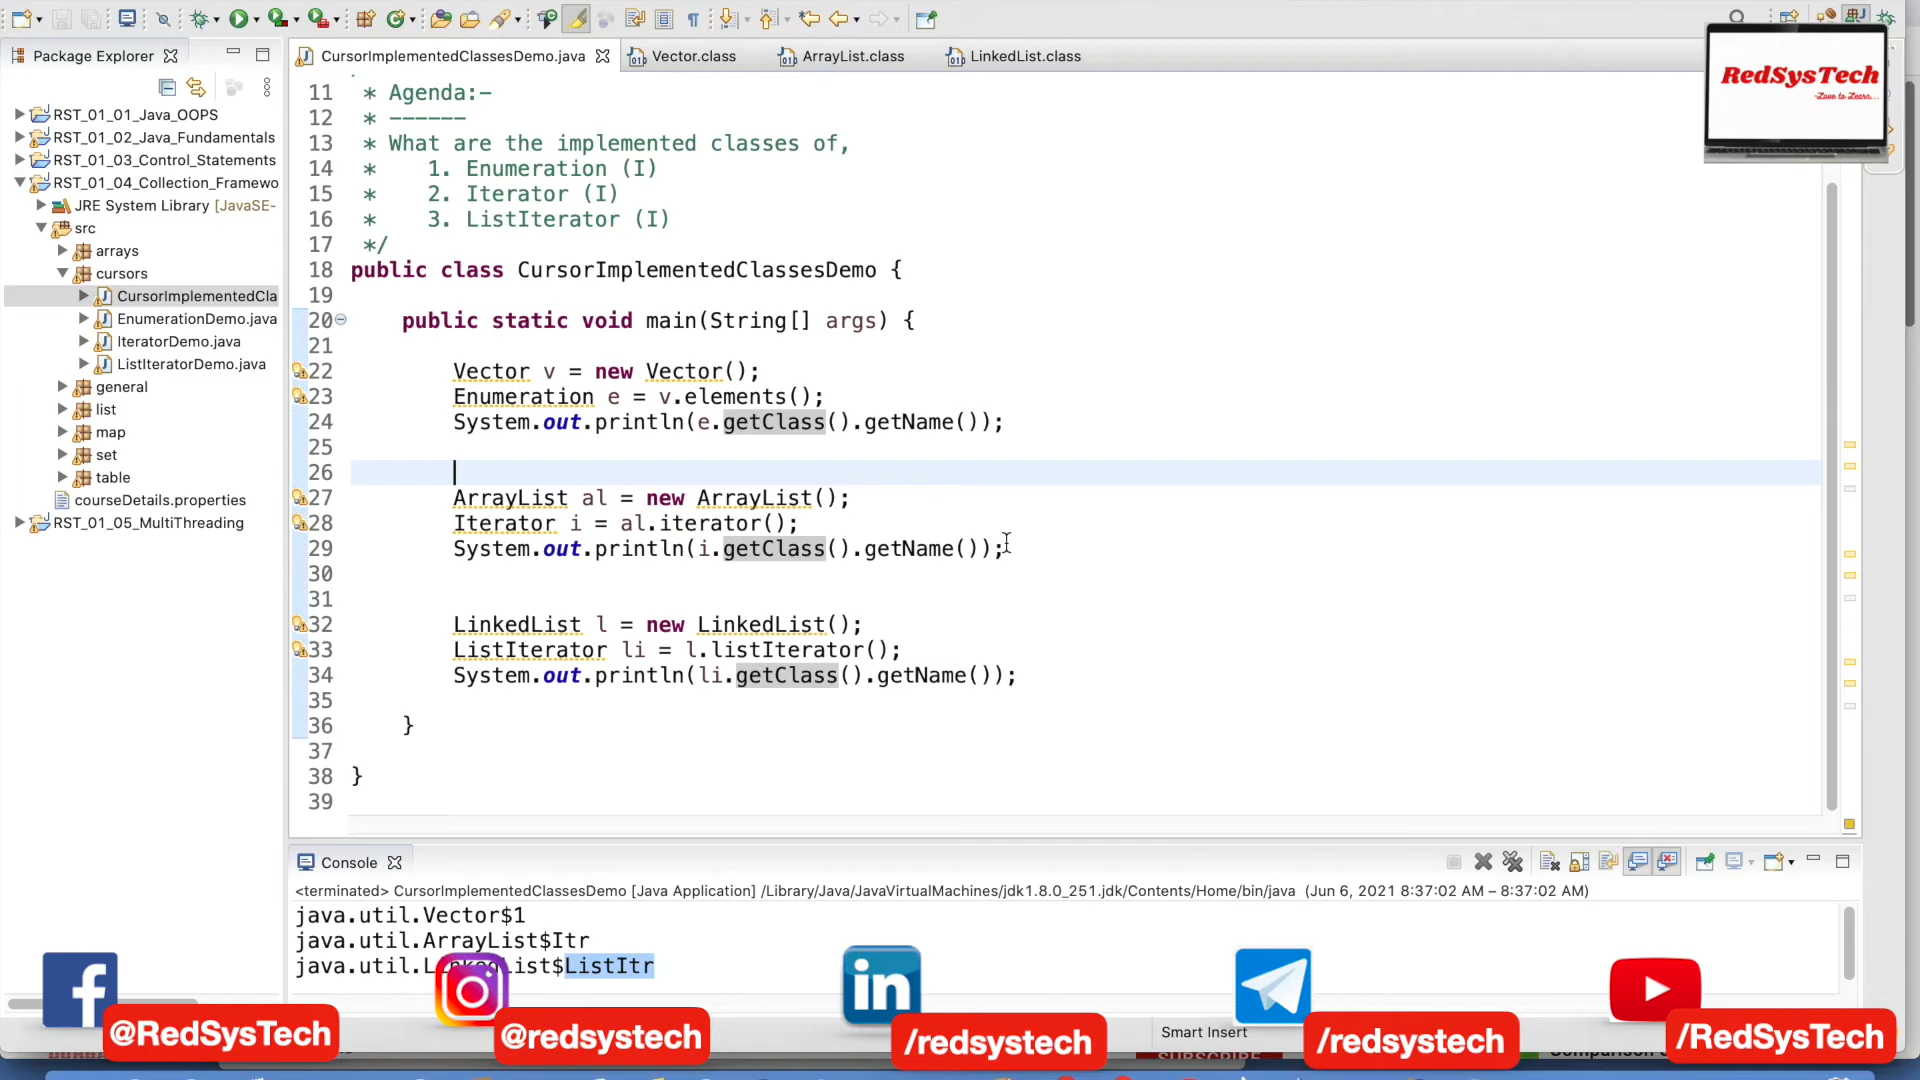 Package Explorer
CursorImplementedClassesDemo.java
Vector.class
ArrayList.class
LinkedList.class
RedSysTech
-Love to Learn...
RST_01_01_Java_OOPS
RST_01_02_Java_Fundamentals
RST_01_03_Control_Statements
RST_01_04_Collection_Framewo
JRE System Library [JavaSE-
src
arrays
cursors
CursorImplementedCla
EnumerationDemo.java
IteratorDemo.java
ListIteratorDemo.java
general
list
map
set
table
courseDetails.properties
RST_01_05_MultiThreading
11 * Agenda:-
12 * ------
13 * What are the implemented classes of,
14 * 1. Enumeration (I)
15 * 2. Iterator (I)
16 * 3. ListIterator (I)
17 */
18 public class CursorImplementedClassesDemo {
19
20 public static void main(String[] args) {
21
22 Vector v = new Vector();
23 Enumeration e = v.elements();
24 System.out.println(e.getClass().getName());
25
26
27 ArrayList al = new ArrayList();
28 Iterator i = al.iterator();
29 System.out.println(i.getClass().getName());
30
31
32 LinkedList l = new LinkedList();
33 ListIterator li = l.listIterator();
34 System.out.println(li.getClass().getName());
35
36 }
37
38 }
39
Console
<terminated> CursorImplementedClassesDemo [Java Application] /Library/Java/JavaVirtualMachines/jdk1.8.0_251.jdk/Contents/Home/bin/java (Jun 6, 2021 8:37:02 AM – 8:37:02 AM)
java.util.Vector$1
java.util.ArrayList$Itr
java.util.LinkedList$ListItr
Smart Insert
@RedSysTech
@redsystech
/redsystech
/redsystech
/RedSysTech
SUBSCRIBE